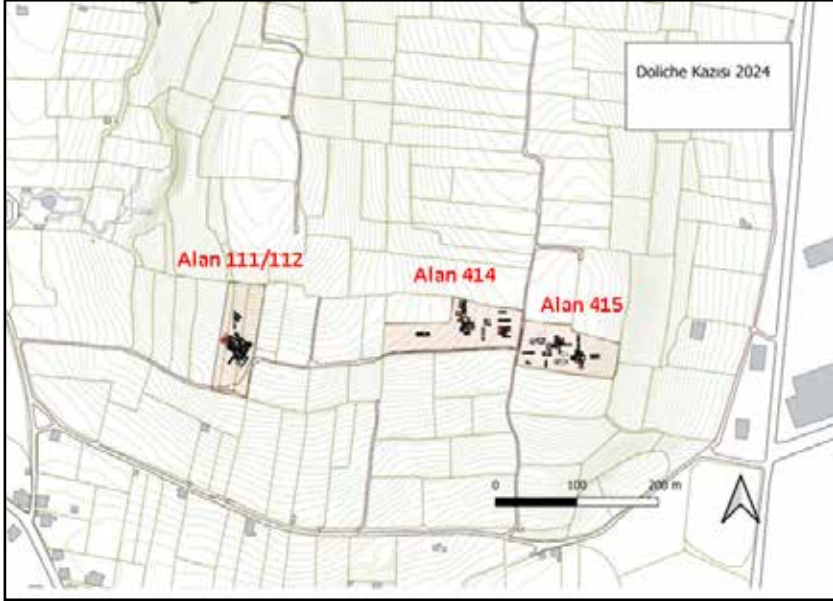 Doliche Kazısı 2024
Alan 111/112
Alan 414
Alan 415
0 100 200 m